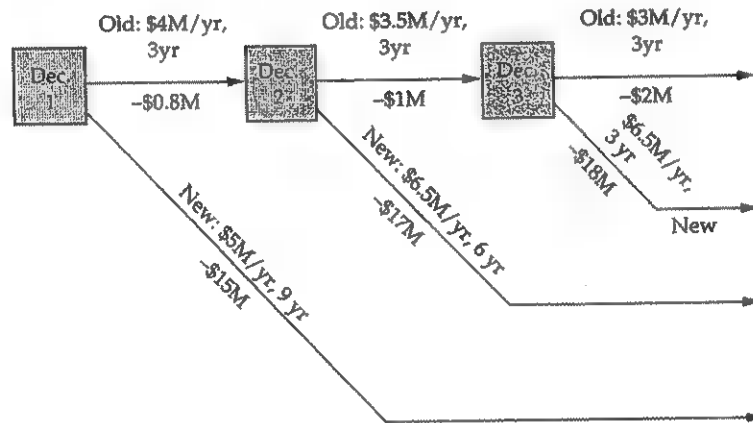 Old: $4M/yr,
3yr
Old: $3.5M/yr,
3yr
Old: $3M/yr,
3yr
Dec
1
Dec
2
Dec
3
–$0.8M
–$1M
–$2M
$6.5M/yr,
3 yr
–$18M
New
New: $6.5M/yr, 6 yr
–$17M
New: $5M/yr, 9 yr
–$15M